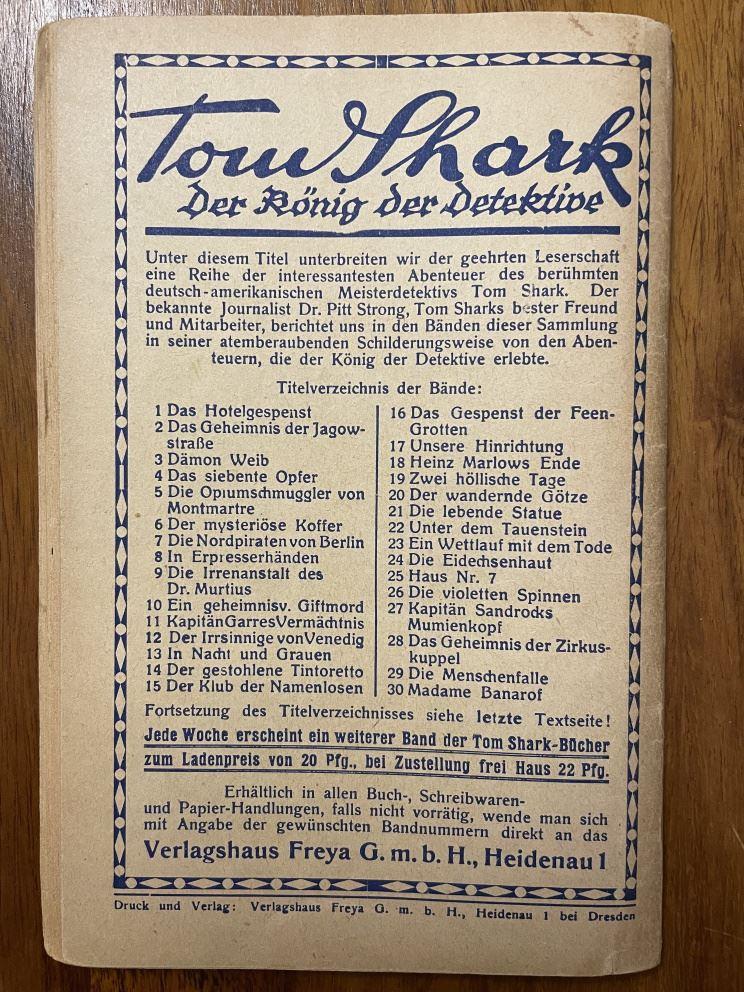 Tom Shark
Der König der Detektive
Unter diesem Titel unterbreiten wir der geehrten Leserschaft
eine Reihe der interessantesten Abenteuer des berühmten
deutsch-amerikanischen Meisterdetektivs Tom Shark. Der
bekannte Journalist Dr. Pitt Strong, Tom Sharks bester Freund
und Mitarbeiter, berichtet uns in den Bänden dieser Sammlung
in seiner atemberaubenden Schilderungsweise von den Aben-
teuern, die der König der Detektive erlebte.
Titelverzeichnis der Bände:
1 Das Hotelgespenst
2 Das Geheimnis der Jagow-
straße
3 Dämon Weib
4 Das siebente Opfer
5 Die Opiumschmuggler von
Montmartre
6 Der mysteriöse Koffer
7 Die Nordpiraten von Berlin
8 In Erpresserhänden
9 Die Irrenanstalt des
Dr. Murtius
10 Ein geheimnisv. Giftmord
11 Kapitän Garres Vermächtnis
12 Der Irrsinnige von Venedig
13 In Nacht und Grauen
14 Der gestohlene Tintoretto
15 Der Klub der Namenlosen
16 Das Gespenst der Feen-
Grotten
17 Unsere Hinrichtung
18 Heinz Marlows Ende
19 Zwei höllische Tage
20 Der wandernde Götze
21 Die lebende Statue
22 Unter dem Tauenstein
23 Ein Wettlauf mit dem Tode
24 Die Eidechsenhaut
25 Haus Nr. 7
26 Die violetten Spinnen
27 Kapitän Sandrocks
Mumienkopf
28 Das Geheimnis der Zirkus-
kuppel
29 Die Menschenfalle
30 Madame Banarof
Fortsetzung des Titelverzeichnisses siehe letzte Textseite!
Jede Woche erscheint ein weiterer Band der Tom Shark-Bücher
zum Ladenpreis von 20 Pfg., bei Zustellung frei Haus 22 Pfg.
Erhältlich in allen Buch-, Schreibwaren-
und Papier-Handlungen, falls nicht vorrätig, wende man sich
mit Angabe der gewünschten Bandnummern direkt an das
Verlagshaus Freya G. m. b. H., Heidenau 1
Druck und Verlag: Verlagshaus Freya G. m. b. H., Heidenau 1 bei Dresden